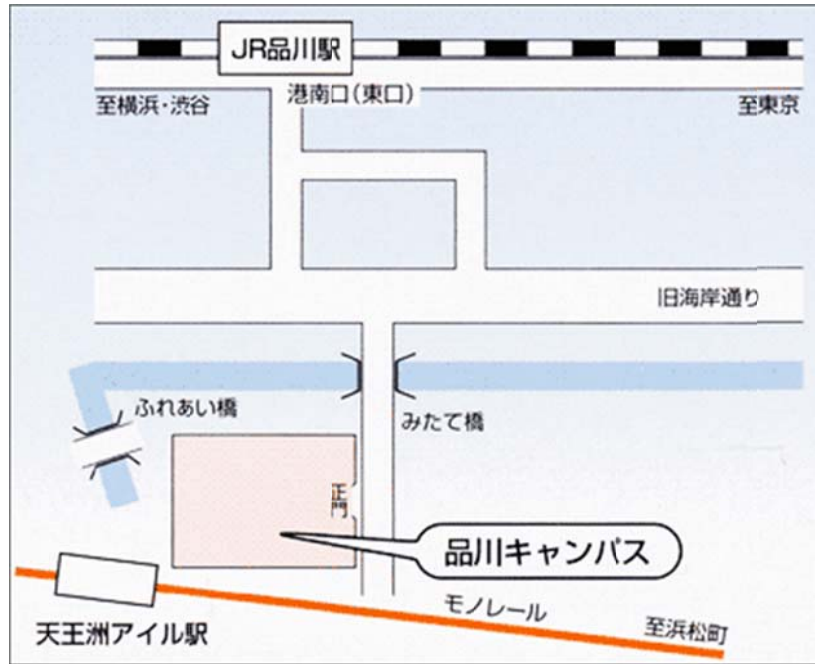 JR品川駅
港南口(東口)
至横浜・渋谷
至東京
旧海岸通り
ふれあい橋
みたて橋
正門
品川キャンパス
モノレール
至浜松町
天王洲アイル駅